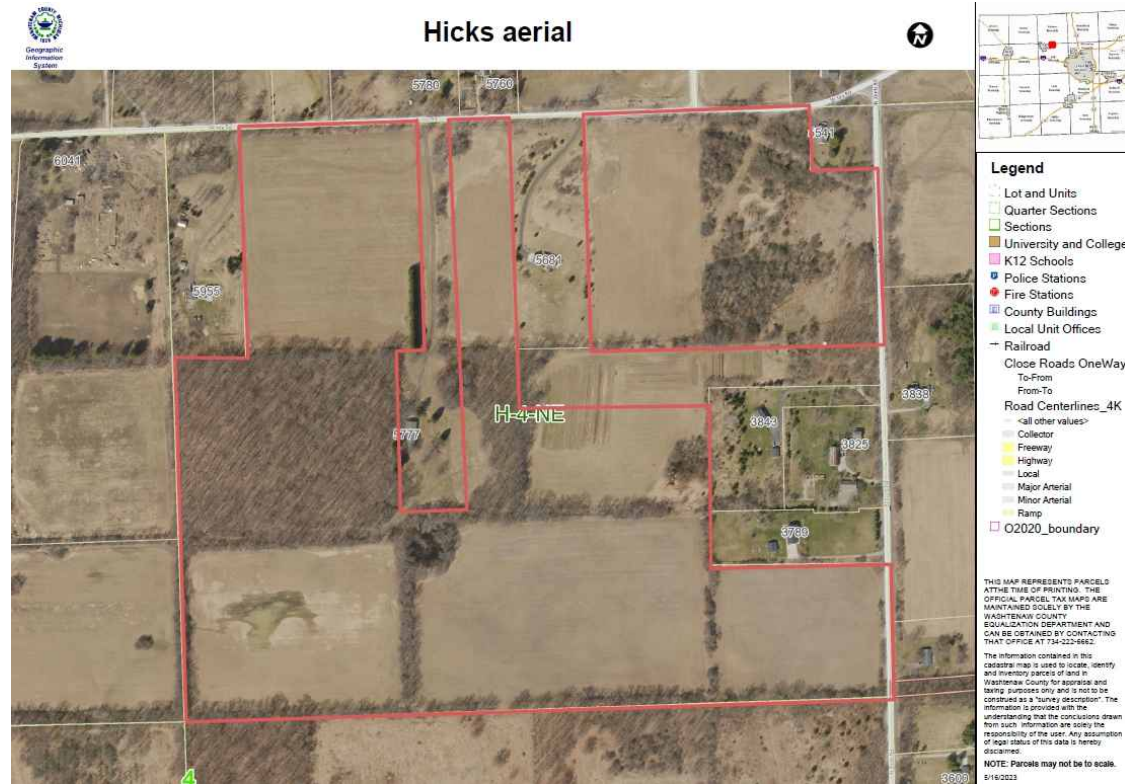 Hicks aerial
N
WASHTENAW COUNTY MICHIGAN
Geographic
Information
System
5780
5760
6041
5541
5955
5681
3838
3843
3825
H-4-NE
5777
3789
4
3600
Legend
Lot and Units
Quarter Sections
Sections
University and College
K12 Schools
Police Stations
Fire Stations
County Buildings
Local Unit Offices
Railroad
Close Roads OneWay
To-From
From-To
Road Centerlines_4K
<all other values>
Collector
Freeway
Highway
Local
Major Arterial
Minor Arterial
Ramp
O2020_boundary
THIS MAP REPRESENTS PARCELS
ATTHE TIME OF PRINTING. THE
OFFICIAL PARCEL TAX MAPS ARE
MAINTAINED SOLELY BY THE
WASHTENAW COUNTY
EQUALIZATION DEPARTMENT AND
CAN BE OBTAINED BY CONTACTING
THAT OFFICE AT 734-222-6662.
The information contained in this
cadastral map is used to locate, identify
and inventory parcels of land in
Washtenaw County for appraisal and
taxing purposes only and is not to be
construed as a "survey description". The
information is provided with the
understanding that the conclusions drawn
from such information are solely the
responsibility of the user. Any assumption
of legal status of this data is hereby
disclaimed.
NOTE: Parcels may not be to scale.
5/16/2023